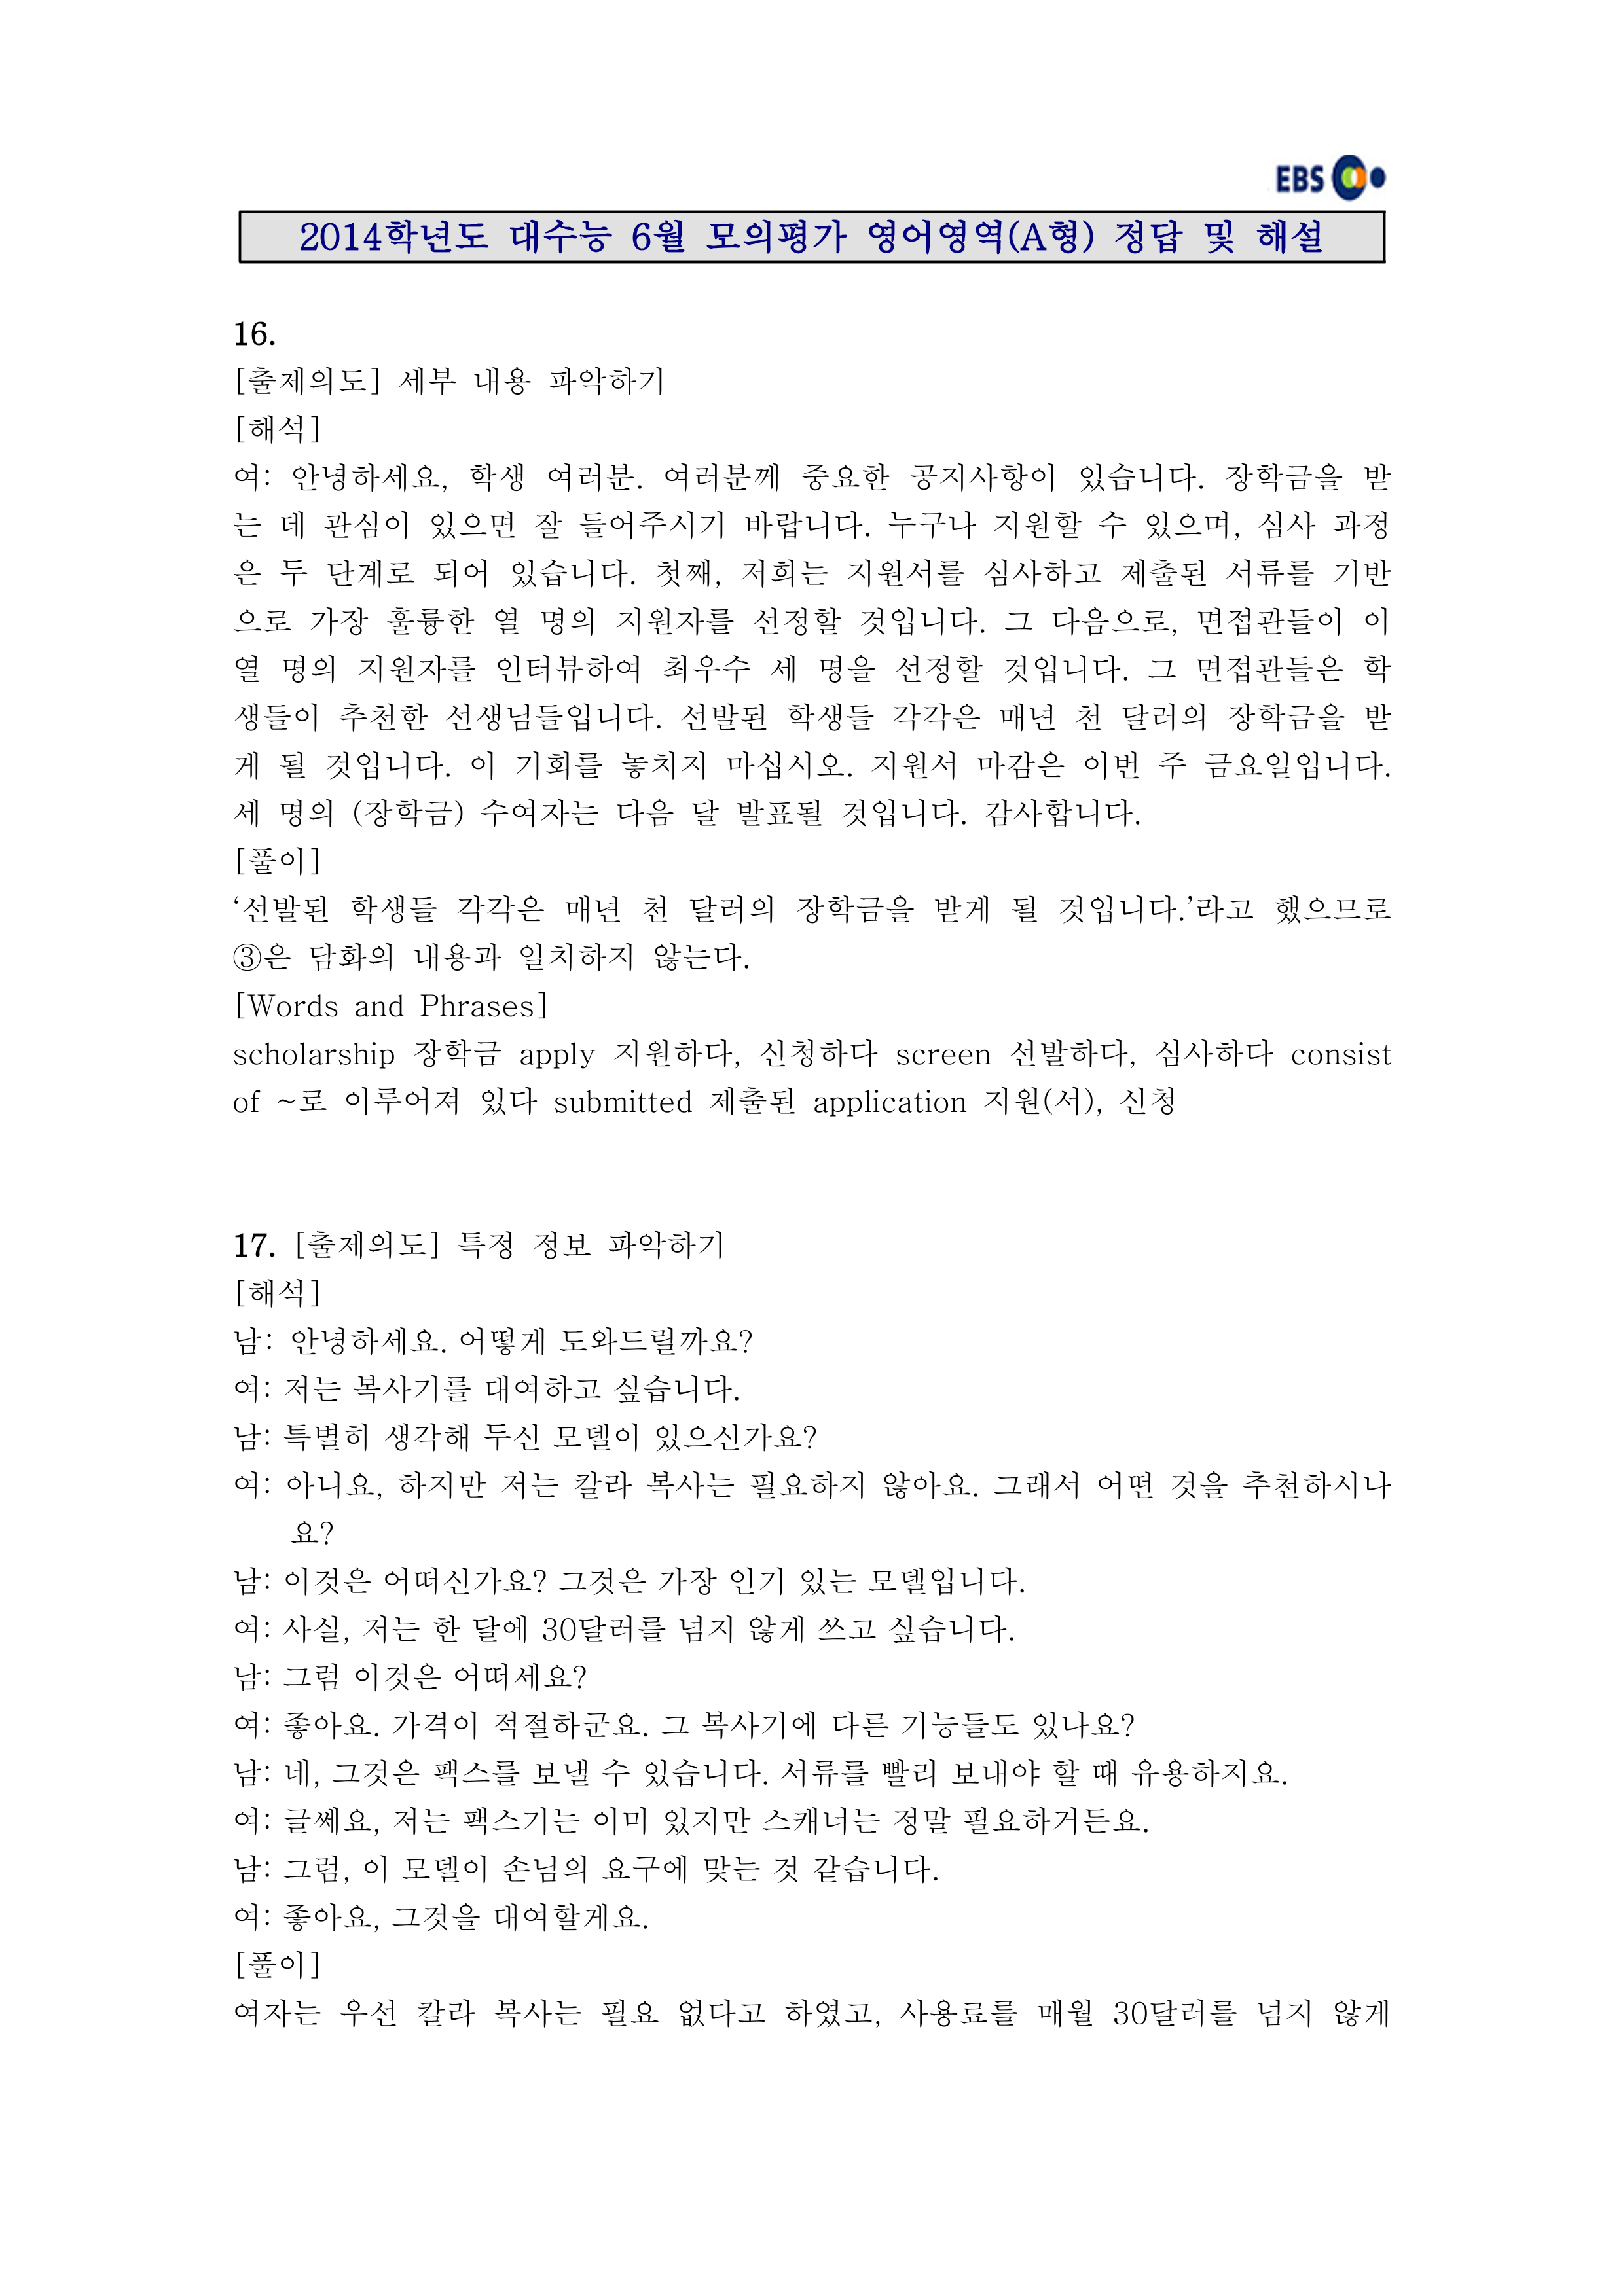 EBS
2014학년도 대수능 6월 모의평가 영어영역(A형) 정답 및 해설
16.
[출제의도] 세부 내용 파악하기
[해석]
여: 안녕하세요, 학생 여러분. 여러분께 중요한 공지사항이 있습니다. 장학금을 받
는 데 관심이 있으면 잘 들어주시기 바랍니다. 누구나 지원할 수 있으며, 심사 과정
은 두 단계로 되어 있습니다. 첫째, 저희는 지원서를 심사하고 제출된 서류를 기반
으로 가장 훌륭한 열 명의 지원자를 선정할 것입니다. 그 다음으로, 면접관들이 이
열 명의 지원자를 인터뷰하여 최우수 세 명을 선정할 것입니다. 그 면접관들은 학
생들이 추천한 선생님들입니다. 선발된 학생들 각각은 매년 천 달러의 장학금을 받
게 될 것입니다. 이 기회를 놓치지 마십시오. 지원서 마감은 이번 주 금요일입니다.
세 명의 (장학금) 수여자는 다음 달 발표될 것입니다. 감사합니다.
[풀이]
‘선발된 학생들 각각은 매년 천 달러의 장학금을 받게 될 것입니다.’라고 했으므로
③은 담화의 내용과 일치하지 않는다.
[Words and Phrases]
scholarship 장학금 apply 지원하다, 신청하다 screen 선발하다, 심사하다 consist
of ~로 이루어져 있다 submitted 제출된 application 지원(서), 신청
17. [출제의도] 특정 정보 파악하기
[해석]
남: 안녕하세요. 어떻게 도와드릴까요?
여: 저는 복사기를 대여하고 싶습니다.
남: 특별히 생각해 두신 모델이 있으신가요?
여: 아니요, 하지만 저는 칼라 복사는 필요하지 않아요. 그래서 어떤 것을 추천하시나
요?
남: 이것은 어떠신가요? 그것은 가장 인기 있는 모델입니다.
여: 사실, 저는 한 달에 30달러를 넘지 않게 쓰고 싶습니다.
남: 그럼 이것은 어떠세요?
여: 좋아요. 가격이 적절하군요. 그 복사기에 다른 기능들도 있나요?
남: 네, 그것은 팩스를 보낼 수 있습니다. 서류를 빨리 보내야 할 때 유용하지요.
여: 글쎄요, 저는 팩스기는 이미 있지만 스캐너는 정말 필요하거든요.
남: 그럼, 이 모델이 손님의 요구에 맞는 것 같습니다.
여: 좋아요, 그것을 대여할게요.
[풀이]
여자는 우선 칼라 복사는 필요 없다고 하였고, 사용료를 매월 30달러를 넘지 않게